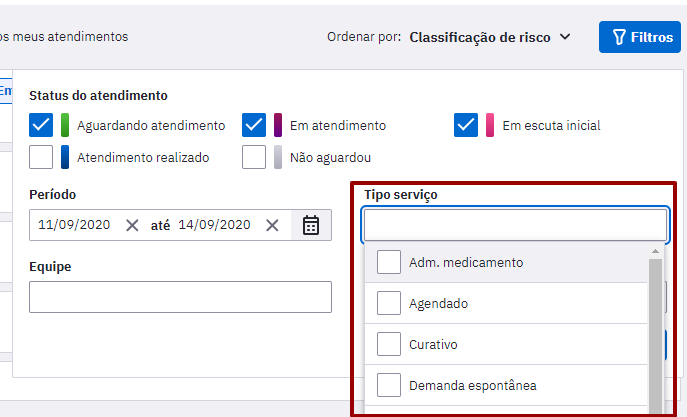 os meus atendimentos
Ordenar por: Classificação de risco
Filtros
Em
Status do atendimento
Aguardando atendimento Em atendimento Em escuta inicial
Atendimento realizado Não aguardou
Período Tipo serviço
11/09/2020 até 14/09/2020
Equipe
Adm. medicamento
Agendado
Curativo
Demanda espontânea